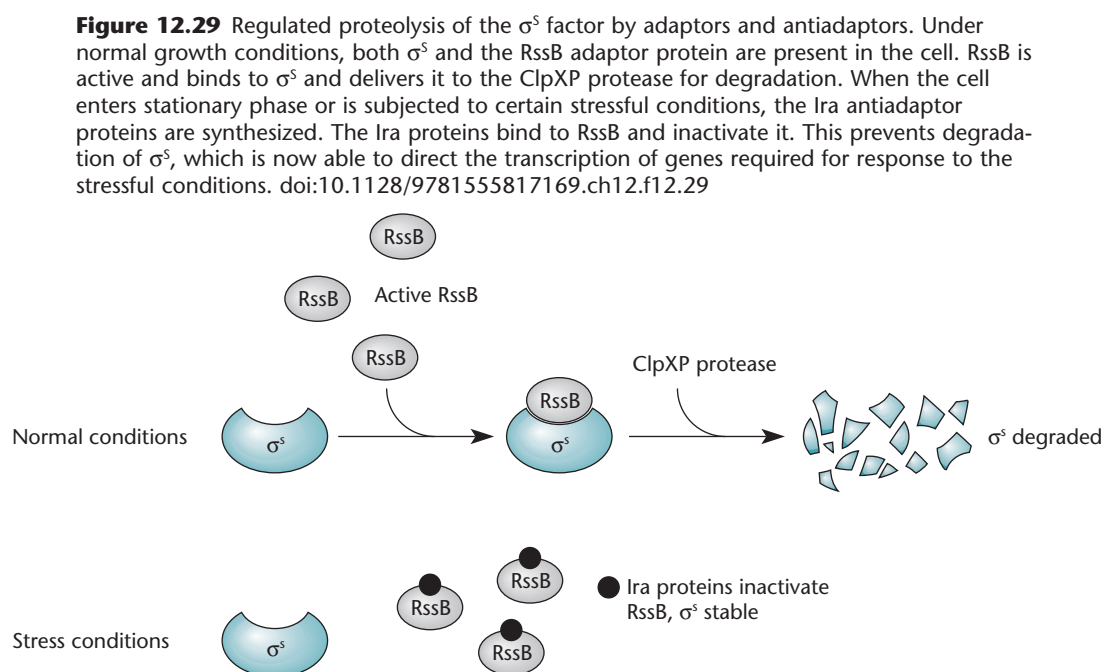 Figure 12.29 Regulated proteolysis of the σˢ factor by adaptors and antiadaptors. Under
normal growth conditions, both σˢ and the RssB adaptor protein are present in the cell. RssB is
active and binds to σˢ and delivers it to the ClpXP protease for degradation. When the cell
enters stationary phase or is subjected to certain stressful conditions, the Ira antiadaptor
proteins are synthesized. The Ira proteins bind to RssB and inactivate it. This prevents degrada-
tion of σˢ, which is now able to direct the transcription of genes required for response to the
stressful conditions. doi:10.1128/9781555817169.ch12.f12.29
RssB
RssB
Active RssB
RssB
ClpXP protease
RssB
Normal conditions
σˢ
σˢ
σˢ degraded
RssB
Ira proteins inactivate
RssB, σˢ stable
RssB
Stress conditions
σˢ
RssB